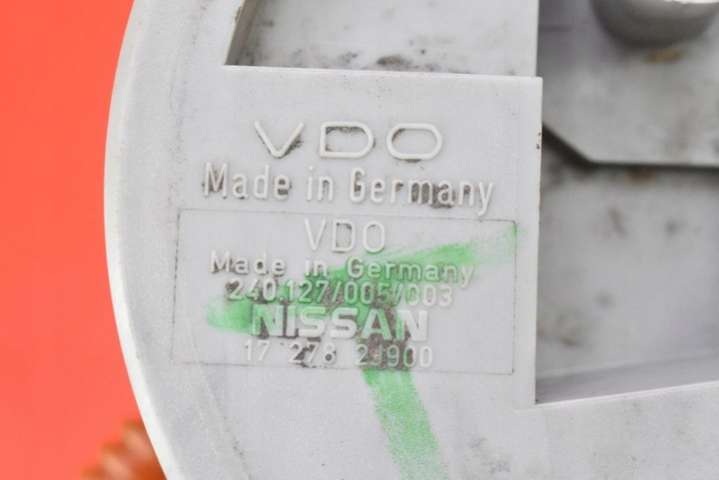 VDO
Made in Germany
VDO
Made in Germany
240.127/005/003
NISSAN
17 278 2J900